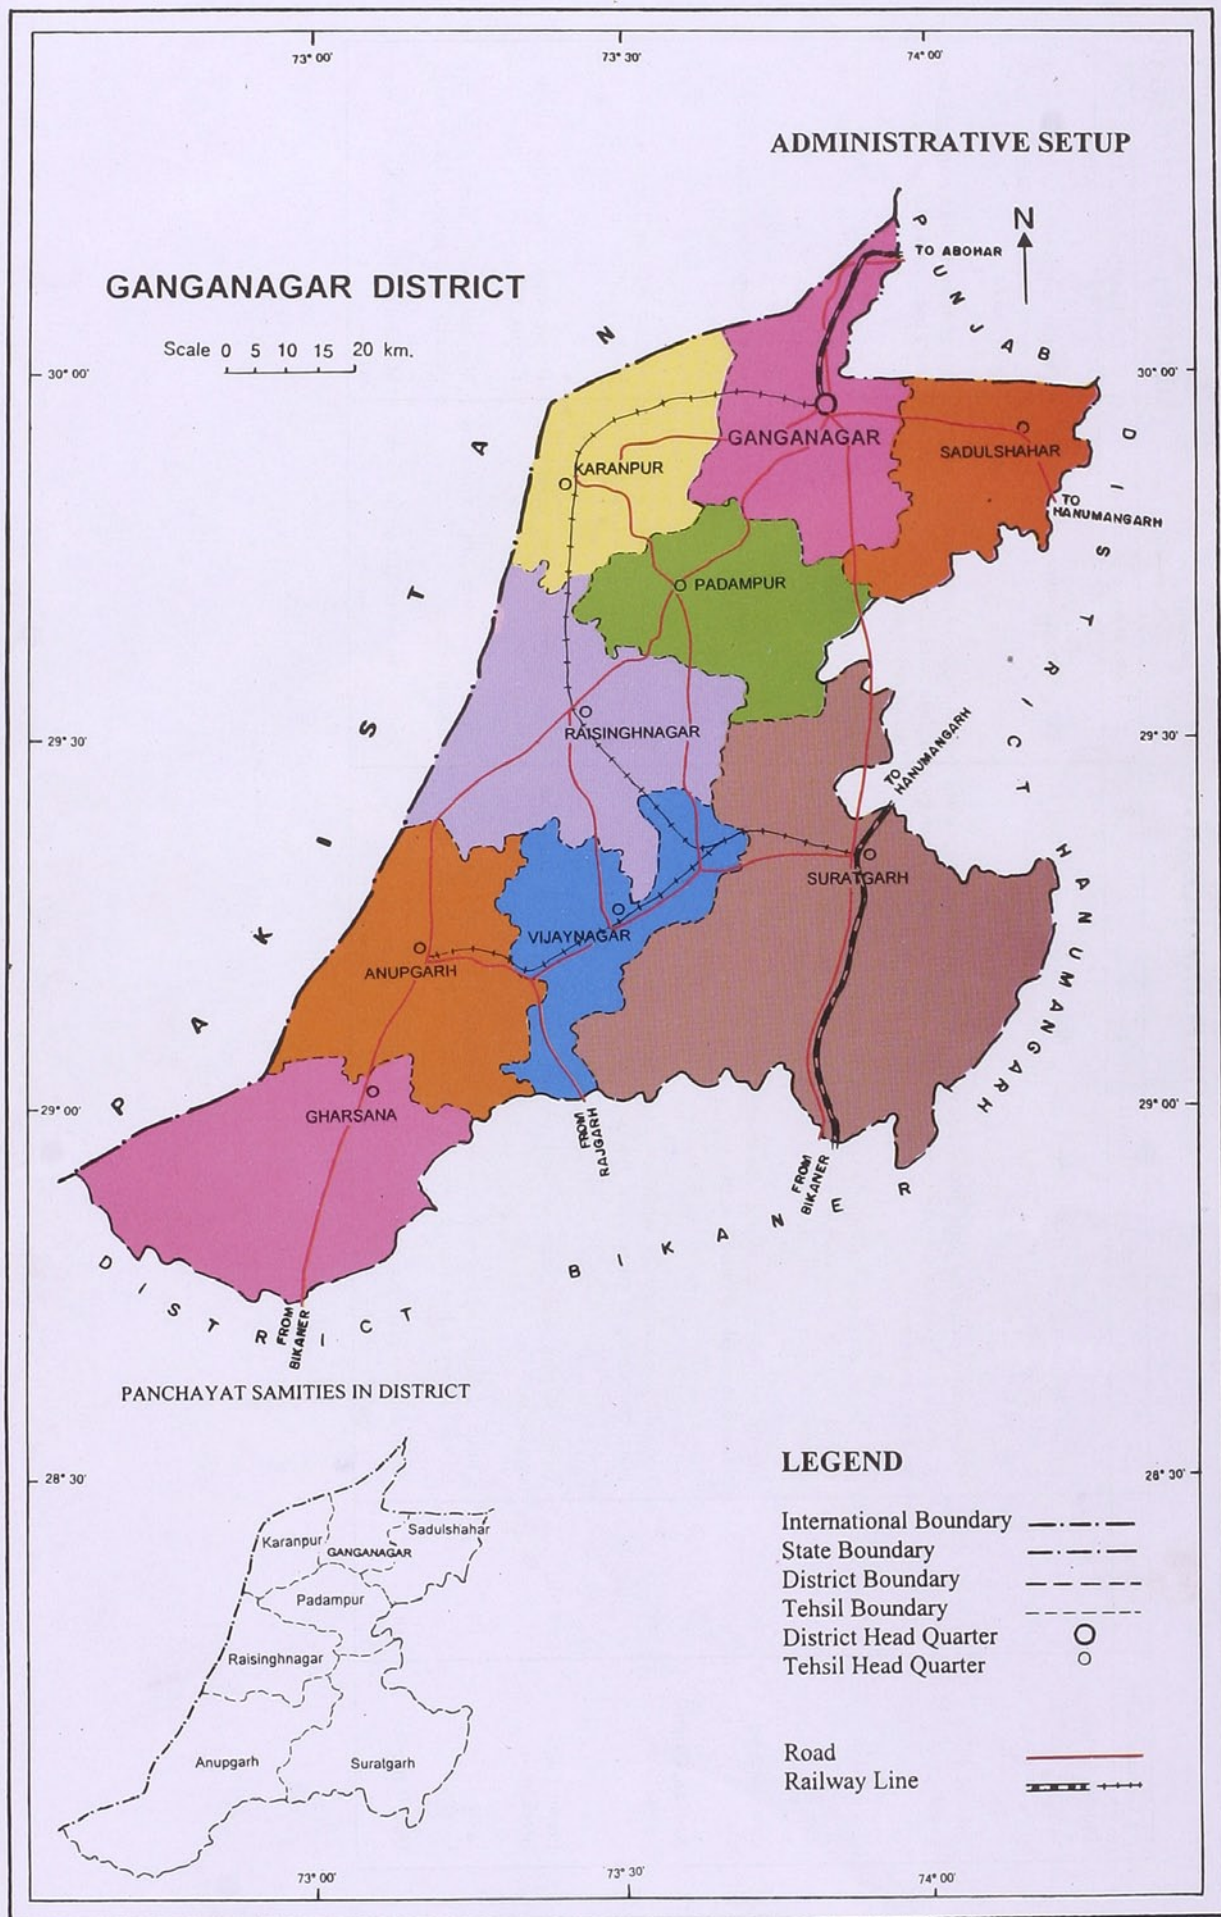 73° 00'
73° 30'
74° 00'
ADMINISTRATIVE SETUP
N
TO ABOHAR
PUNJAB
GANGANAGAR DISTRICT
Scale 0 5 10 15 20 km.
30° 00'
30° 00'
PAKISTAN
GANGANAGAR
SADULSHAHAR
KARANPUR
TO
HANUMANGARH
DISTRICT
PADAMPUR
RAISINGHNAGAR
29° 30'
29° 30'
TO
HANUMANGARH
HANUMANGARH
SURATGARH
VIJAYNAGAR
ANUPGARH
GHARSANA
29° 00'
29° 00'
FROM
RAJGARH
FROM
BIKANER
BIKANER
DISTRICT
FROM
BIKANER
PANCHAYAT SAMITIES IN DISTRICT
28° 30'
28° 30'
Karanpur
GANGANAGAR
Sadulshahar
Padampur
Raisinghnagar
Anupgarh
Suratgarh
LEGEND
International Boundary
State Boundary
District Boundary
Tehsil Boundary
District Head Quarter
Tehsil Head Quarter
Road
Railway Line
73° 00'
73° 30'
74° 00'